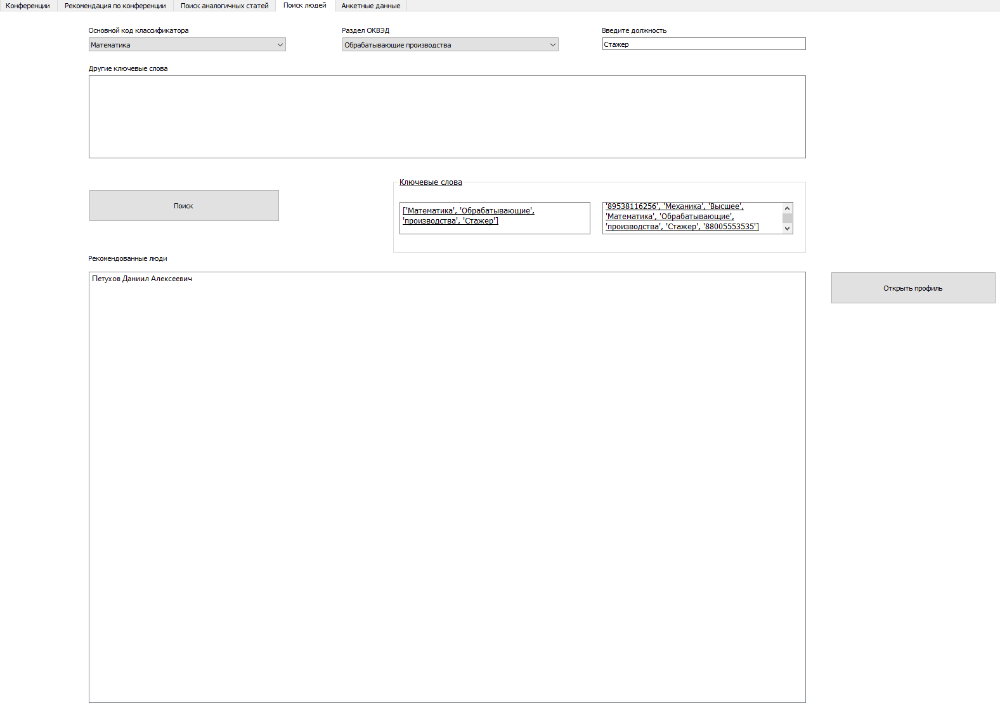 Конференции Рекомендация по конференции Поиск аналогичных статей Поиск людей Анкетные данные
Основной код классификатора Раздел ОКВЭД Введите должность
Математика Обрабатывающие производства Стажер
Другие ключевые слова
Ключевые слова
Поиск
['Математика', 'Обрабатывающие',
'производства', 'Стажер']
'89538116256', 'Механика', 'Высшее',
'Математика', 'Обрабатывающие',
'производства', 'Стажер', '88005553535']
Рекомендованные люди
Петухов Даниил Алексеевич
Открыть профиль